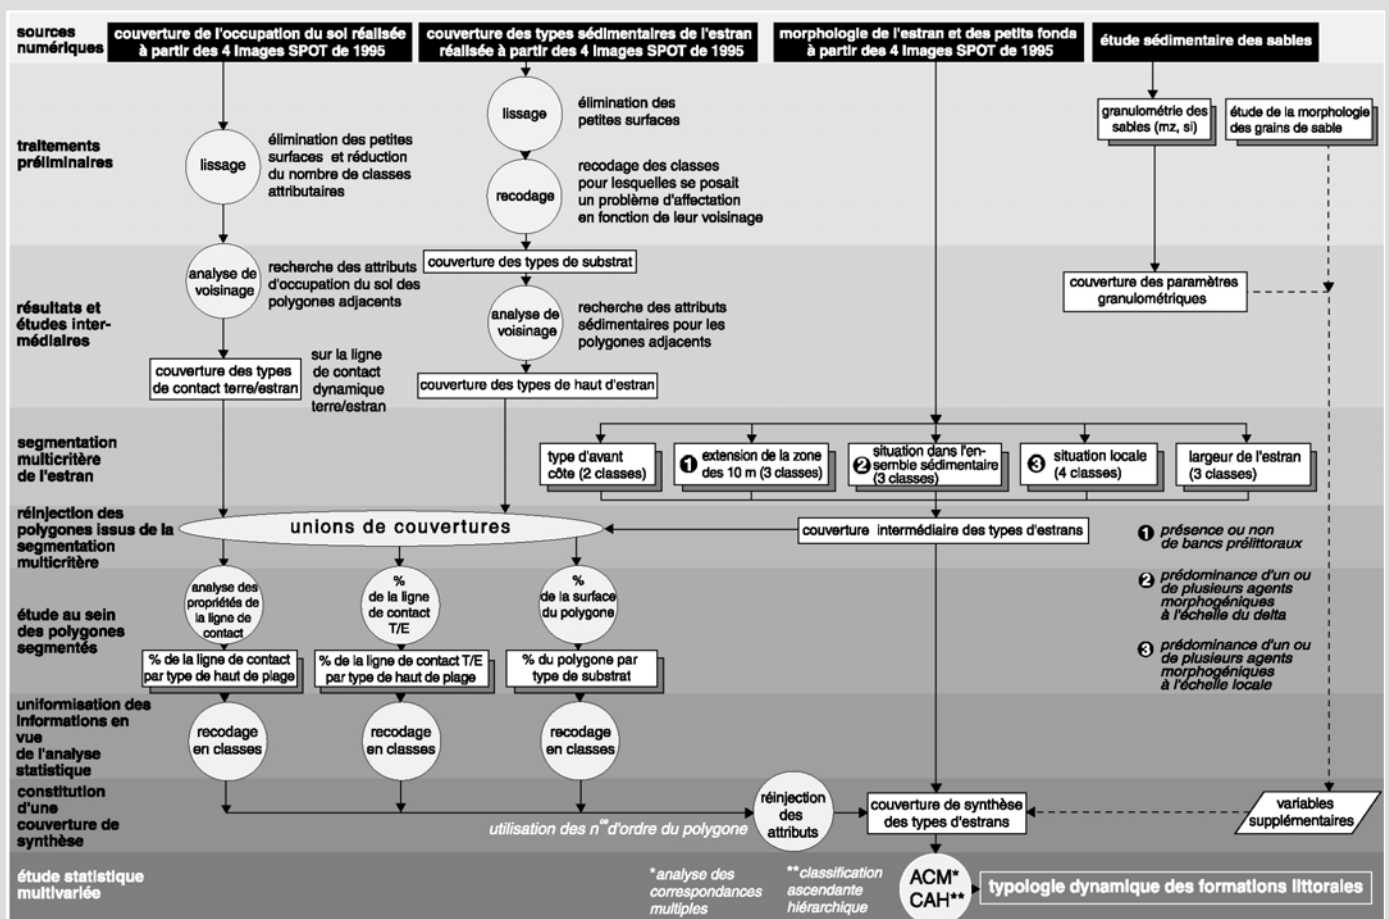 sources
numériques
couverture de l'occupation du sol réalisée
à partir des 4 images SPOT de 1995
couverture des types sédimentaires de l'estran
réalisée à partir des 4 images SPOT de 1995
morphologie de l'estran et des petits fonds
à partir des 4 images SPOT de 1995
étude sédimentaire des sables
traitements
préliminaires
lissage
élimination des petites
surfaces et réduction
du nombre de classes
attributaires
lissage
élimination des
petites surfaces
recodage
recodage des classes
pour lesquelles se posait
un problème d'affectation
en fonction de leur voisinage
granulométrie des
sables (mz, si)
étude de la morphologie
des grains de sable
résultats et
études inter-
médiaires
analyse de
voisinage
recherche des attributs
d'occupation du sol des
polygones adjacents
couverture des types
de contact terre/estran
sur la ligne
de contact
dynamique
terre/estran
couverture des types de substrat
analyse de
voisinage
recherche des attributs
sédimentaires pour les
polygones adjacents
couverture des types de haut d'estran
couverture des paramètres
granulométriques
segmentation
multicritère
de l'estran
type d'avant
côte (2 classes)
1 extension de la zone
des 10 m (3 classes)
2 situation dans l'en-
semble sédimentaire
(3 classes)
3 situation locale
(4 classes)
largeur de l'estran
(3 classes)
réinjection des
polygones issus de la
segmentation
multicritère
unions de couvertures
couverture intermédiaire des types d'estrans
1 présence ou non
de bancs prélittoraux
2 prédominance d'un ou
de plusieurs agents
morphogéniques
à l'échelle du delta
3 prédominance d'un ou
de plusieurs agents
morphogéniques
à l'échelle locale
étude au sein
des polygones
segmentés
analyse des
propriétés de
la ligne de
contact
%
de la ligne
de contact
T/E
%
de la surface
du polygone
% de la ligne de contact
par type de haut de plage
% de la ligne de contact T/E
par type de haut de plage
% du polygone par
type de substrat
uniformisation des
informations en
vue
de l'analyse
statistique
recodage
en classes
recodage
en classes
recodage
en classes
constitution
d'une
couverture de
synthèse
utilisation des n°s d'ordre du polygone
réinjection
des
attributs
couverture de synthèse
des types d'estrans
variables
supplémentaires
étude statistique
multivariée
*analyse des
correspondances
multiples
**classification
ascendante
hiérarchique
ACM*
CAH**
typologie dynamique des formations littorales